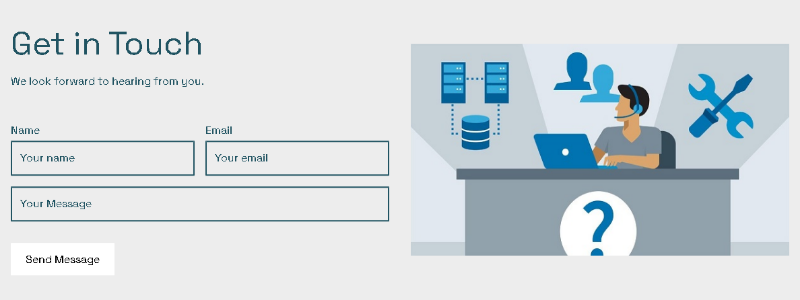 Get in Touch
We look forward to hearing from you.
Name Email
Your name Your email
Your Message
Send Message
?